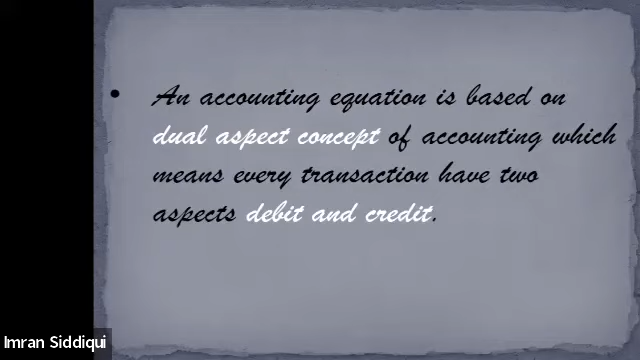 • An accounting equation is based on
dual aspect concept of accounting which
means every transaction have two
aspects debit and credit.
Imran Siddiqui